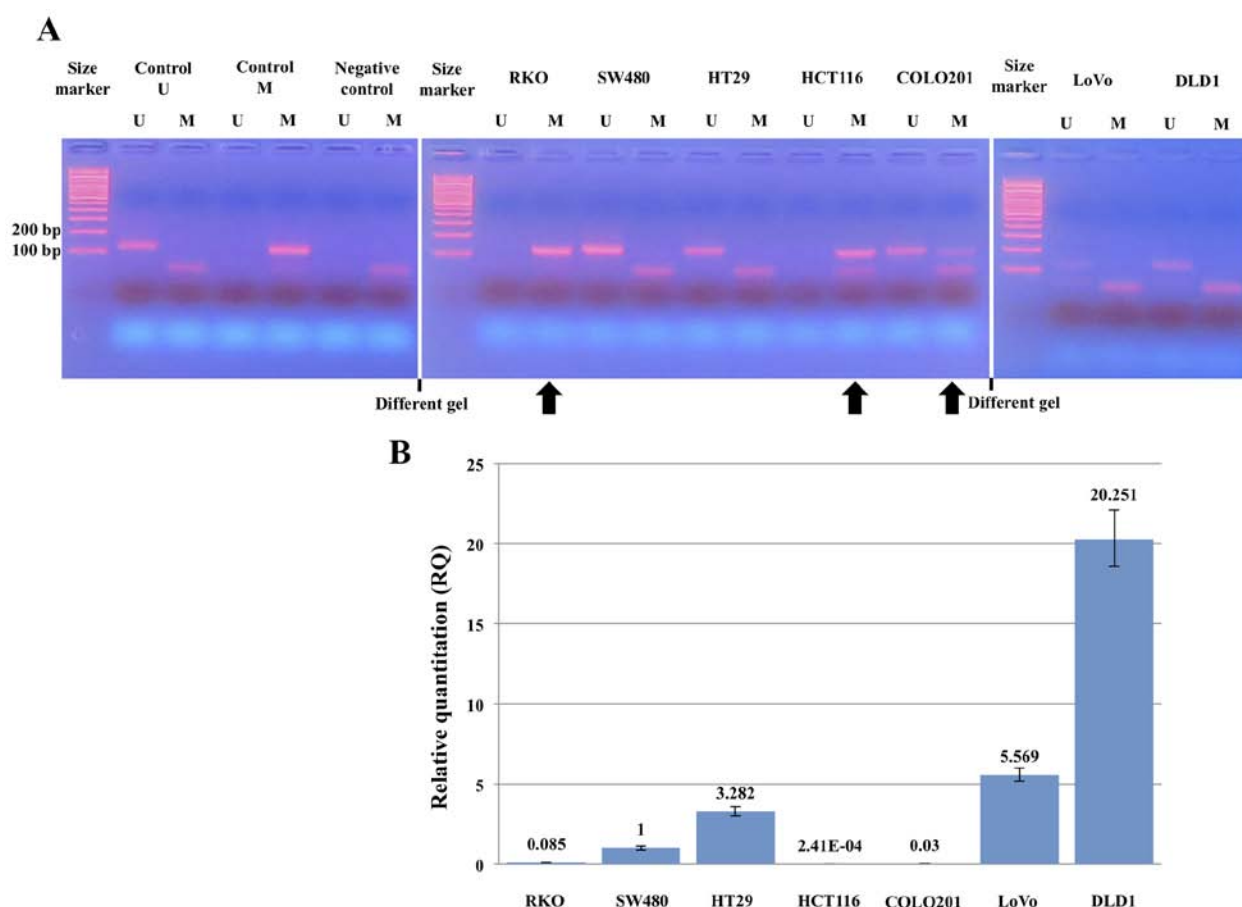 A
Size marker
Control U
Control M
Negative control
Size marker
RKO
SW480
HT29
HCT116
COLO201
Size marker
LoVo
DLD1
U M U M U M
U M U M U M U M U M
U M U M
200 bp
100 bp
Different gel
Different gel
B
Relative quantitation (RQ)
25
20
15
10
5
0
0.085
1
3.282
2.41E-04
0.03
5.569
20.251
RKO SW480 HT29 HCT116 COLO201 LoVo DLD1